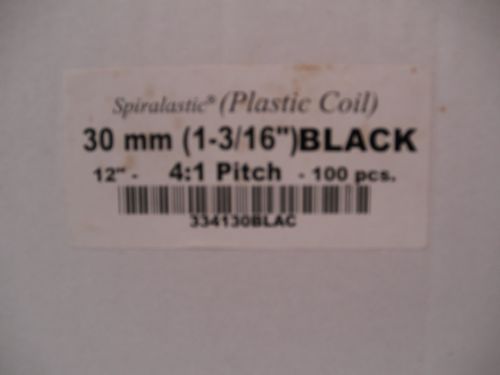 Spiralastic® (Plastic Coil)
30 mm (1-3/16")BLACK
12" - 4:1 Pitch - 100 pcs.
334130BLAC